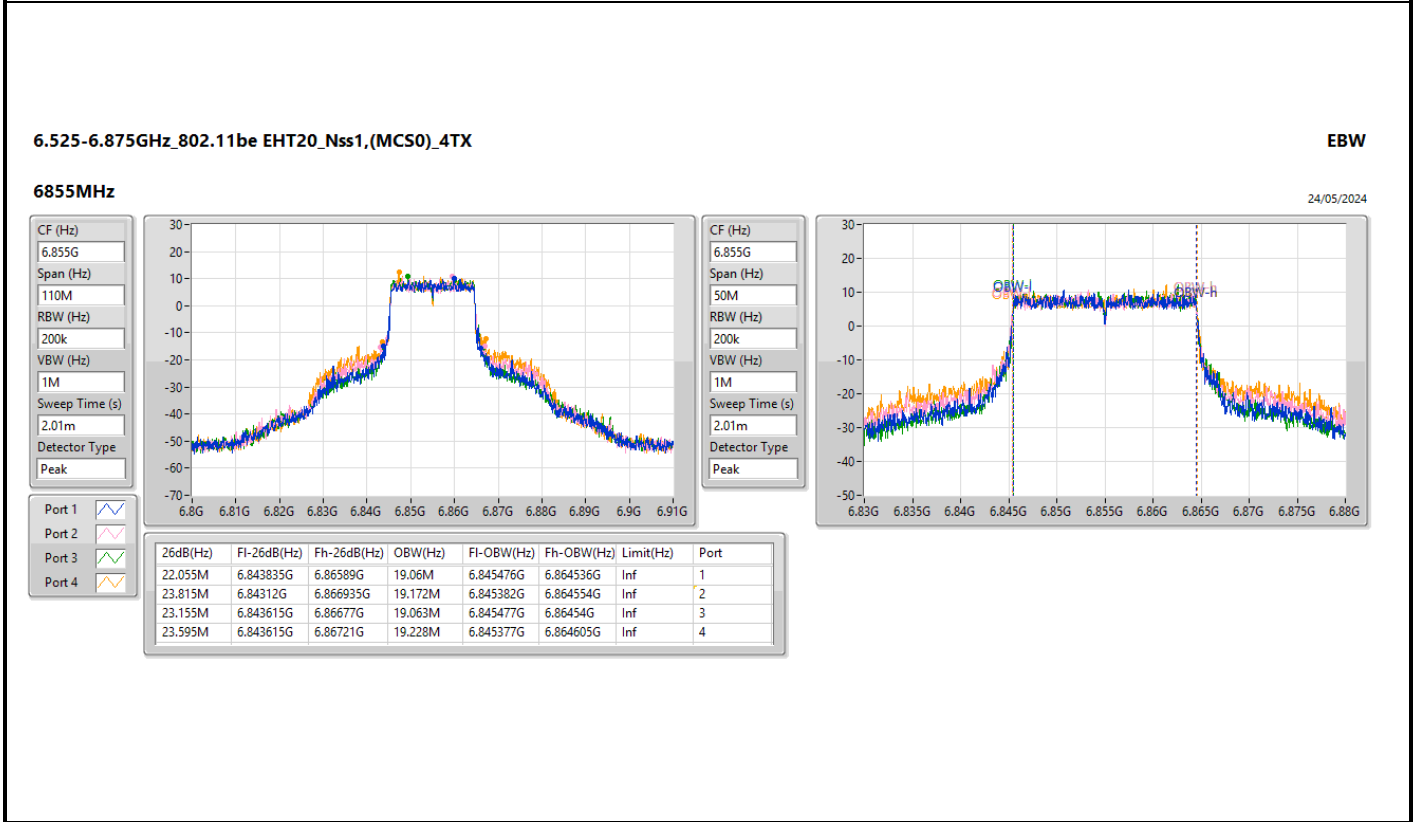 6.525-6.875GHz_802.11be EHT20_Nss1,(MCS0)_4TX
EBW
6855MHz
24/05/2024
CF (Hz)
6.855G
Span (Hz)
110M
RBW (Hz)
200k
VBW (Hz)
1M
Sweep Time (s)
2.01m
Detector Type
Peak
30
20
10
0
-10
-20
-30
-40
-50
-60
-70
6.8G 6.81G 6.82G 6.83G 6.84G 6.85G 6.86G 6.87G 6.88G 6.89G 6.9G 6.91G
CF (Hz)
6.855G
Span (Hz)
50M
RBW (Hz)
200k
VBW (Hz)
1M
Sweep Time (s)
2.01m
Detector Type
Peak
30
20
10
0
-10
-20
-30
-40
-50
OBW-l
OBW-h
6.83G 6.835G 6.84G 6.845G 6.85G 6.855G 6.86G 6.865G 6.87G 6.875G 6.88G
Port 1
Port 2
Port 3
Port 4
26dB(Hz) Fl-26dB(Hz) Fh-26dB(Hz) OBW(Hz) Fl-OBW(Hz) Fh-OBW(Hz) Limit(Hz) Port
22.055M 6.843835G 6.86589G 19.06M 6.845476G 6.864536G Inf 1
23.815M 6.84312G 6.866935G 19.172M 6.845382G 6.864554G Inf 2
23.155M 6.843615G 6.86677G 19.063M 6.845477G 6.86454G Inf 3
23.595M 6.843615G 6.86721G 19.228M 6.845377G 6.864605G Inf 4